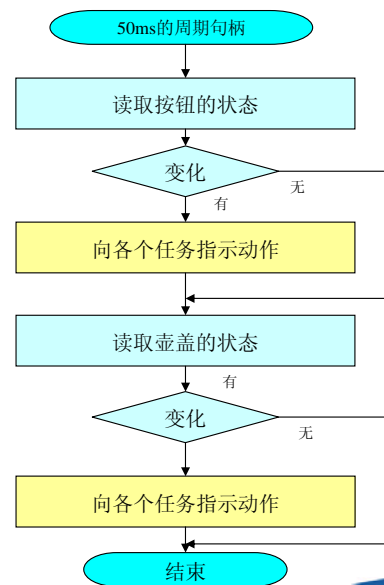 50ms的周期句柄
读取按钮的状态
变化
无
有
向各个任务指示动作
读取壶盖的状态
有
变化
无
向各个任务指示动作
结束